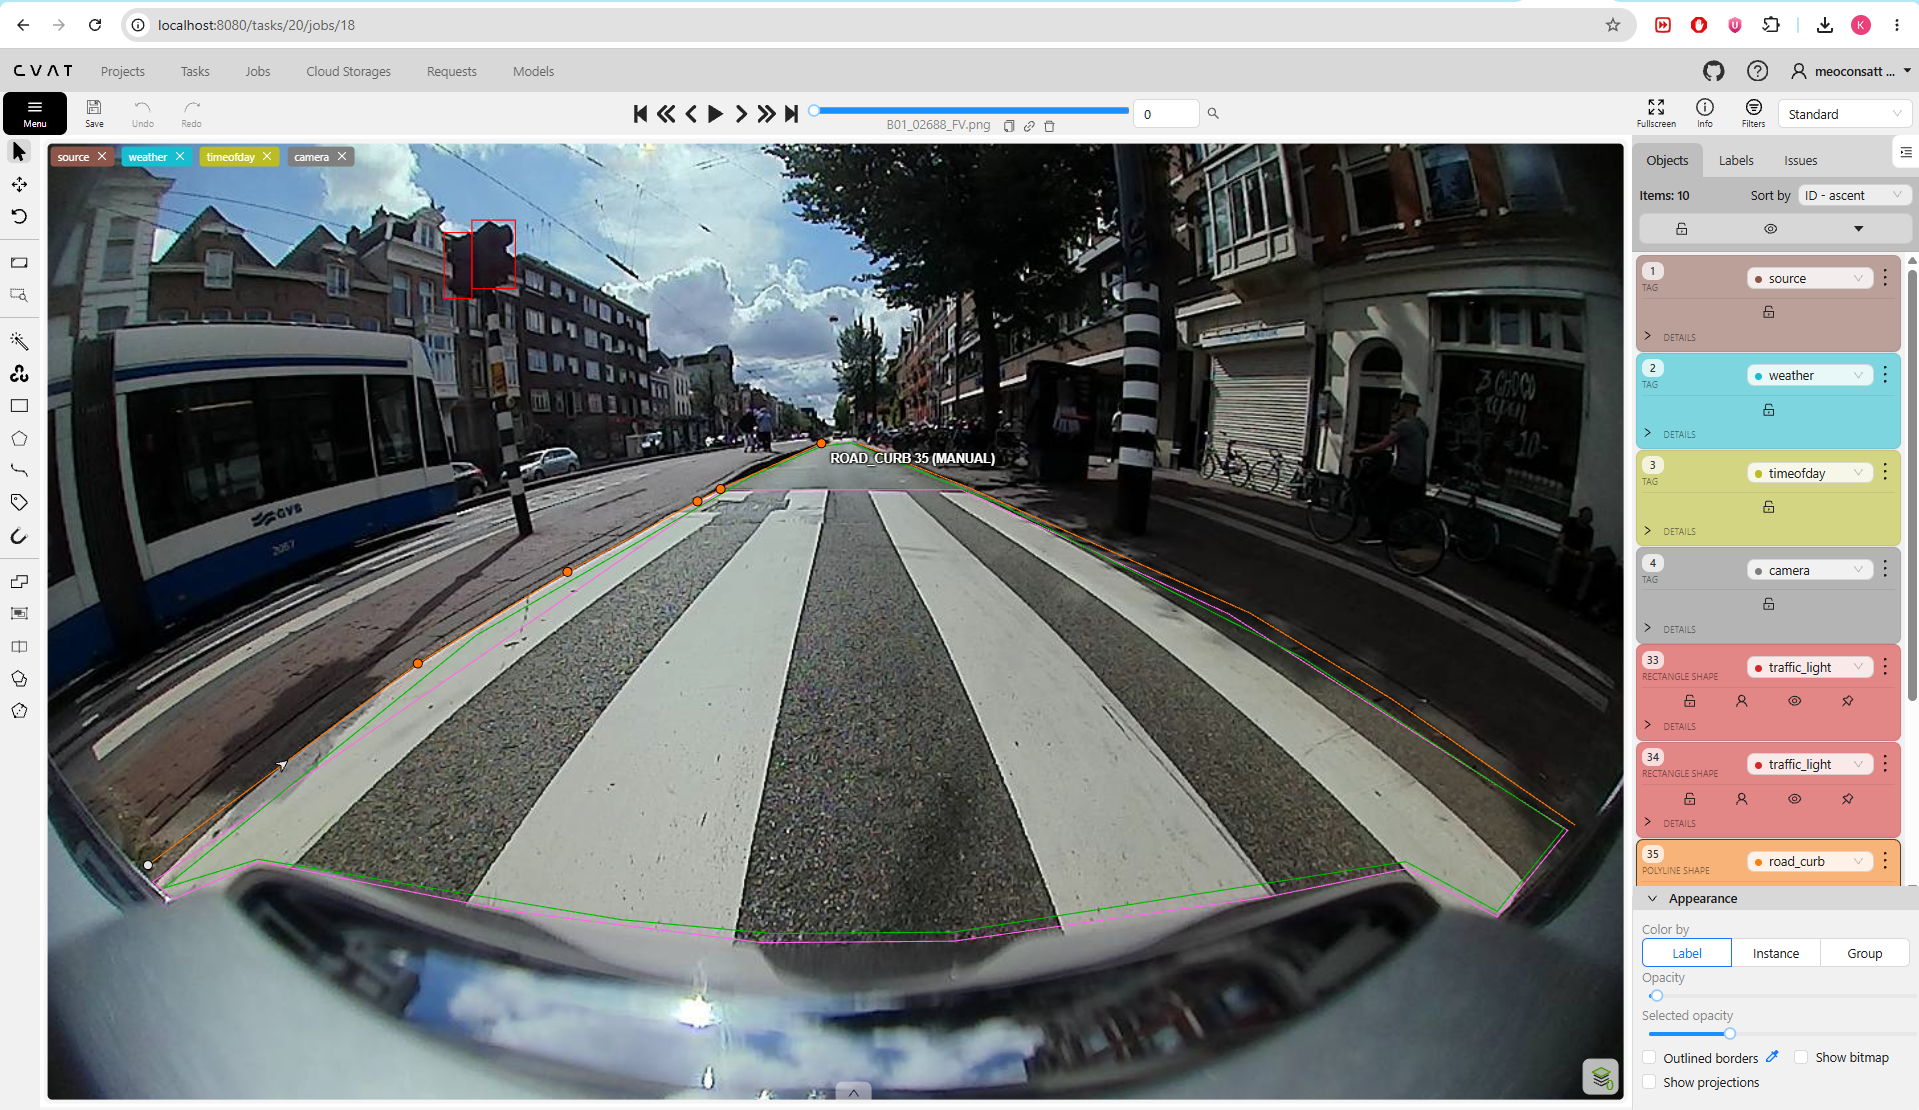 localhost:8080/tasks/20/jobs/18
K
CVAT Projects Tasks Jobs Cloud Storages Requests Models meoconsatt ...
Menu Save Undo Redo
0
B01_02688_FV.png
Fullscreen Info Filters Standard
source weather timeofday camera
GVB
2057
ROAD_CURB 35 (MANUAL)
Objects Labels Issues
Items: 10 Sort by ID - ascent
1 source
TAG
DETAILS
2 weather
TAG
DETAILS
3 timeofday
TAG
DETAILS
4 camera
TAG
DETAILS
33 traffic_light
RECTANGLE SHAPE
DETAILS
34 traffic_light
RECTANGLE SHAPE
DETAILS
35 road_curb
POLYLINE SHAPE
Appearance
Color by
Label Instance Group
Opacity
Selected opacity
Outlined borders Show bitmap
Show projections